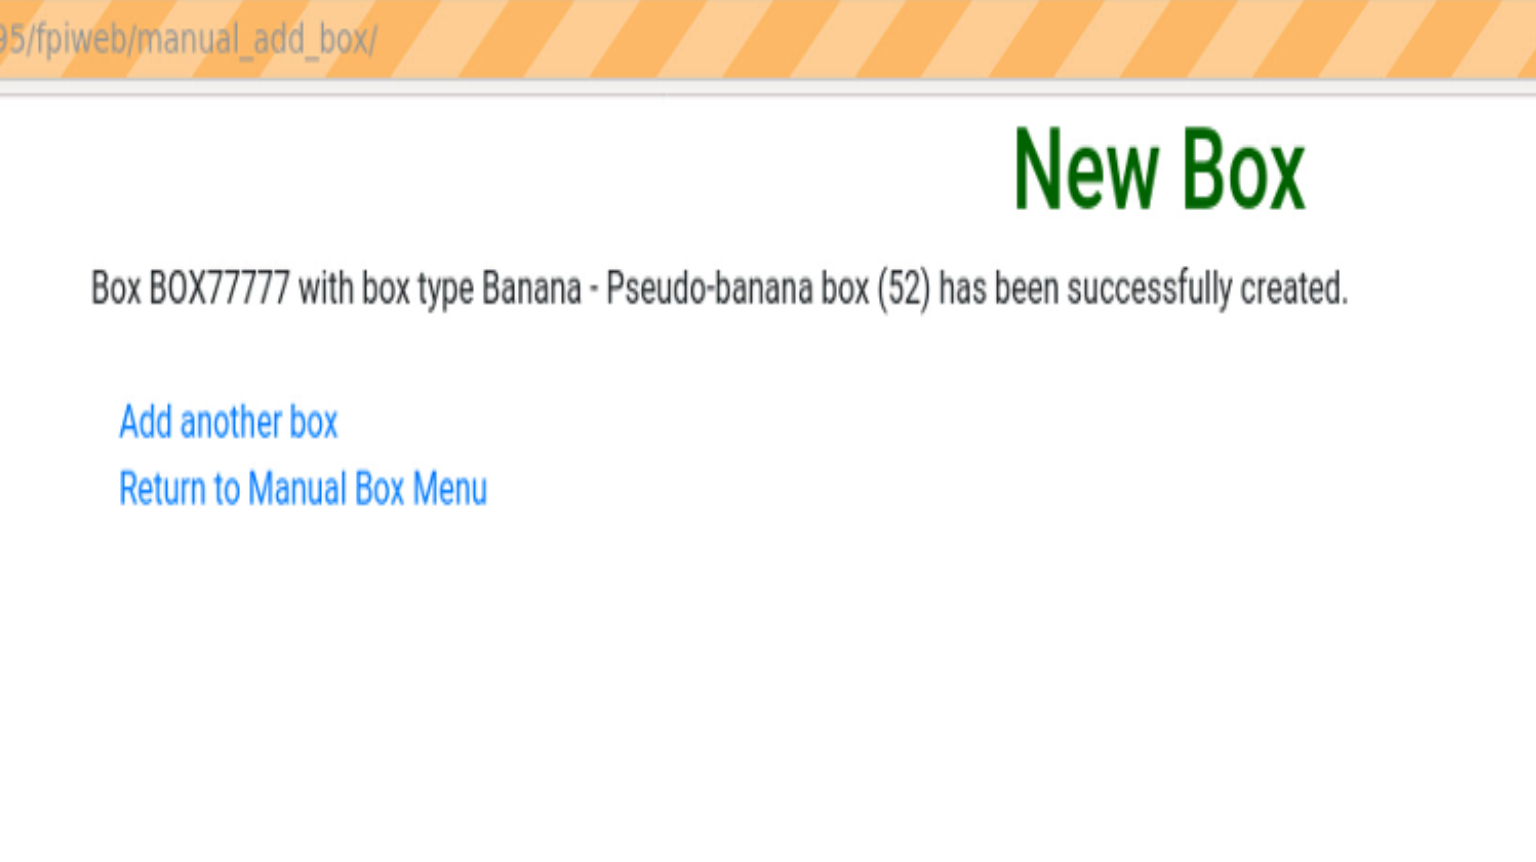 95/fpiweb/manual_add_box/
New Box
Box BOX77777 with box type Banana - Pseudo-banana box (52) has been successfully created.
Add another box
Return to Manual Box Menu